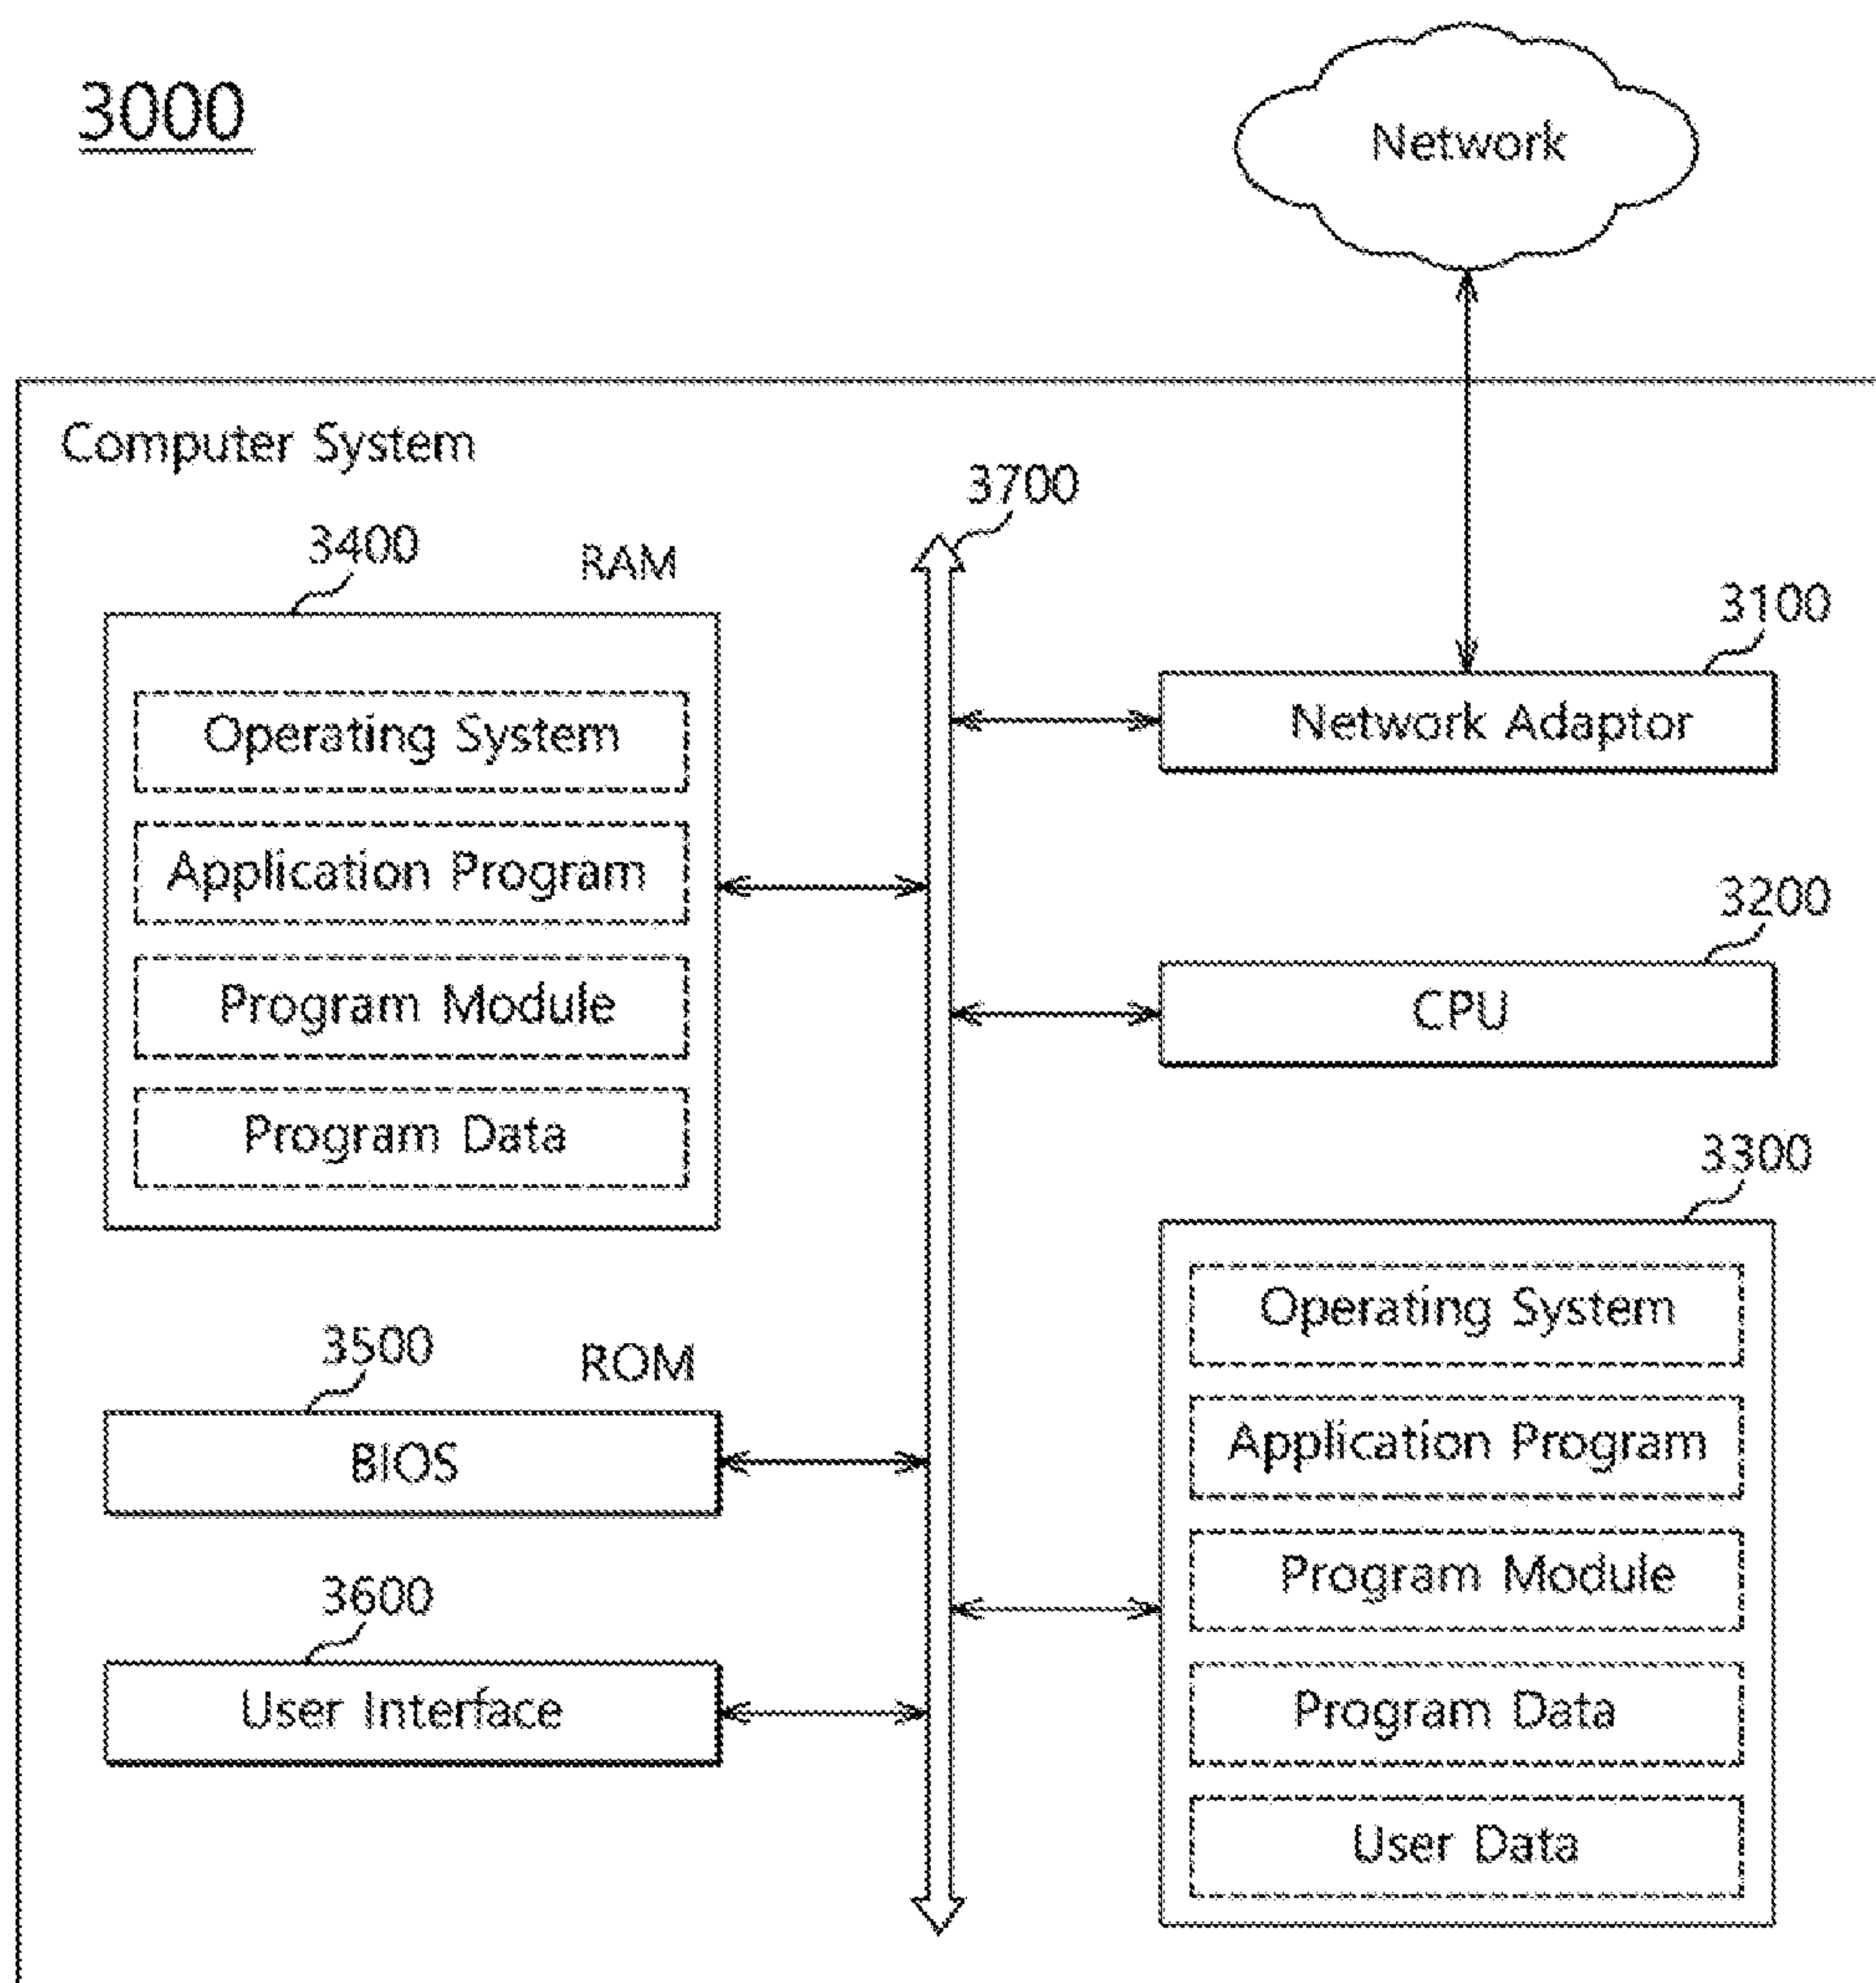 3000
Network
Computer System
3700
3400
RAM
Operating System
Application Program
Program Module
Program Data
3100
Network Adaptor
3200
CPU
3300
Operating System
Application Program
Program Module
Program Data
User Data
3500
ROM
BIOS
3600
User Interface